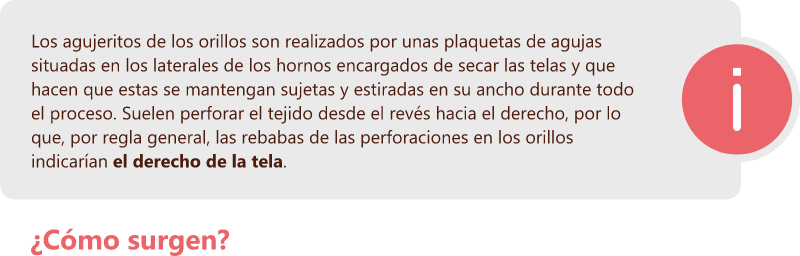 Los agujeritos de los orillos son realizados por unas plaquetas de agujas
situadas en los laterales de los hornos encargados de secar las telas y que
hacen que estas se mantengan sujetas y estiradas en su ancho durante todo
el proceso. Suelen perforar el tejido desde el revés hacia el derecho, por lo
que, por regla general, las rebabas de las perforaciones en los orillos
indicarían el derecho de la tela.
i
¿Cómo surgen?